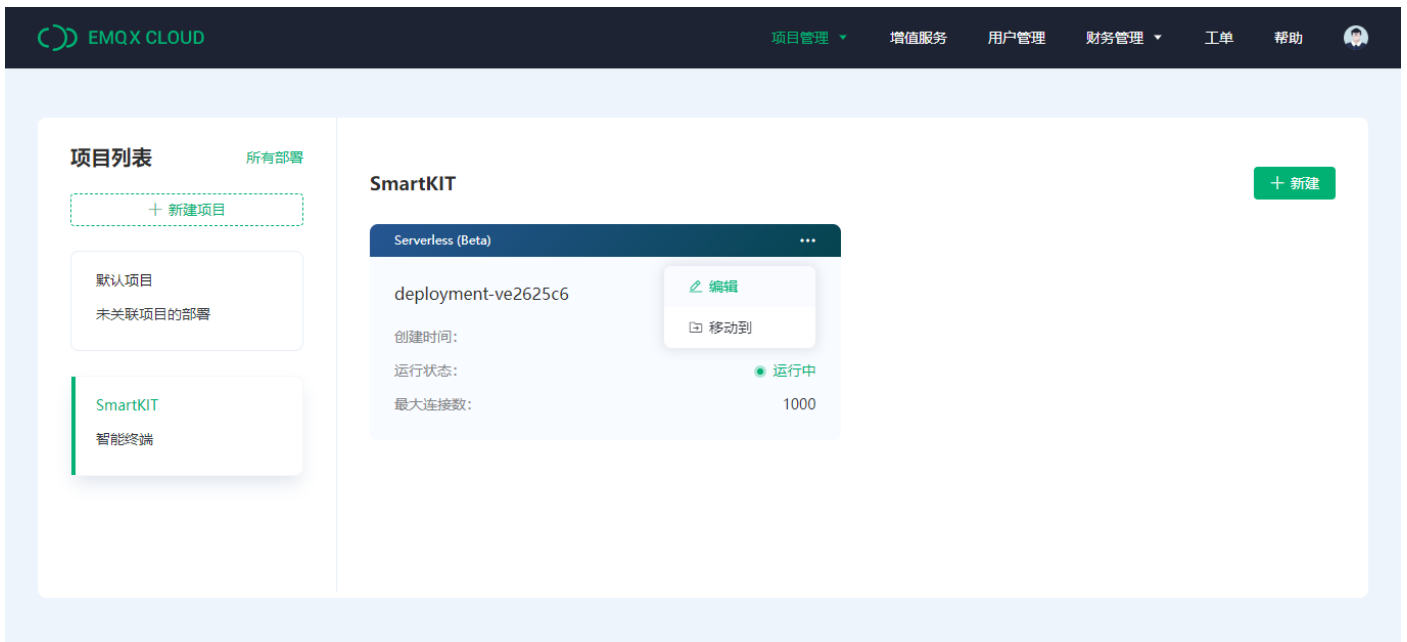 EMQX CLOUD
项目管理 增值服务 用户管理 财务管理 工单 帮助
项目列表 所有部署
新建项目
默认项目
未关联项目的部署
SmartKIT
智能终端
SmartKIT
新建
Serverless (Beta)
deployment-ve2625c6
编辑
移动到
创建时间:
运行状态: 运行中
最大连接数: 1000